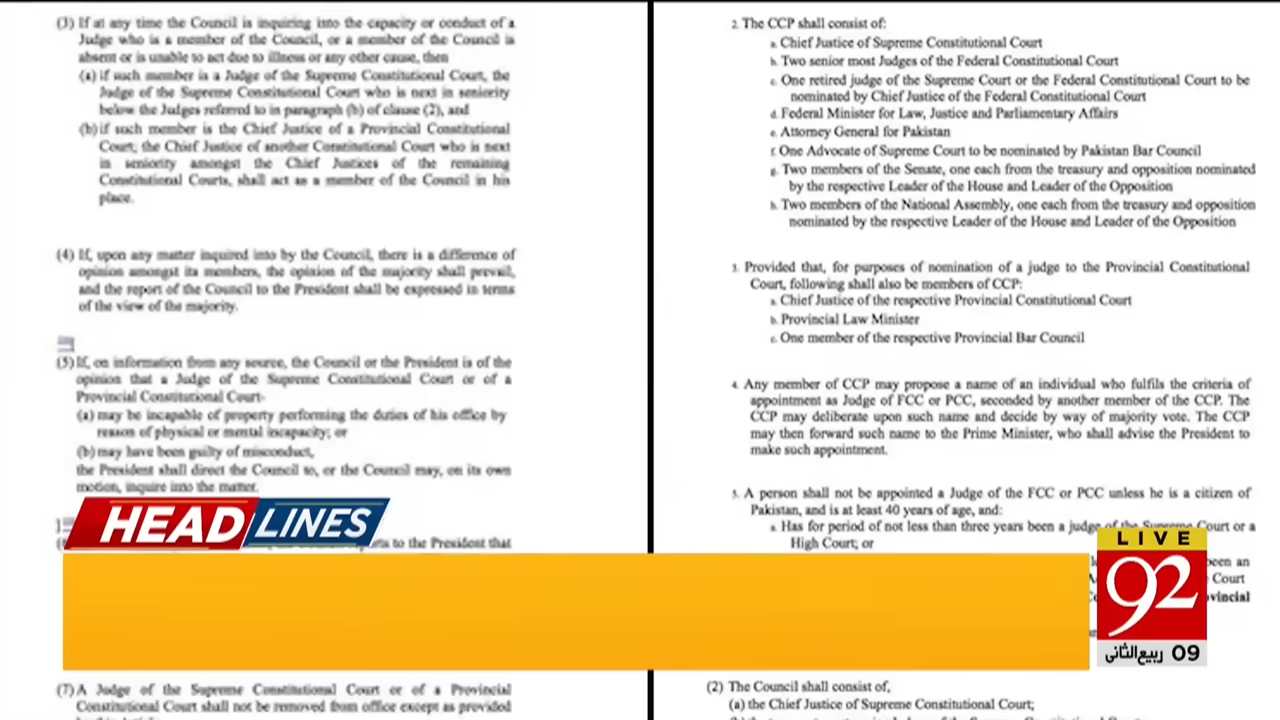 (3) If at any time the Council is inquiring into the capacity or conduct of a
Judge who is a member of the Council, or a member of the Council is
absent or is unable to act due to illness or any other cause, then
(a) if such member is a Judge of the Supreme Constitutional Court, the
Judge of the Supreme Constitutional Court who is next in seniority
below the Judges referred to in paragraph (b) of clause (2), and
(b) if such member is the Chief Justice of a Provincial Constitutional
Court; the Chief Justice of another Constitutional Court who is next
in seniority amongst the Chief Justices of the remaining
Constitutional Courts, shall act as a member of the Council in his
place.
(4) If, upon any matter inquired into by the Council, there is a difference of
opinion amongst its members, the opinion of the majority shall prevail,
and the report of the Council to the President shall be expressed in terms
of the view of the majority.
(5) If, on information from any source, the Council or the President is of the
opinion that a Judge of the Supreme Constitutional Court or of a
Provincial Constitutional Court-
(a) may be incapable of property performing the duties of his office by
reason of physical or mental incapacity; or
(b) may have been guilty of misconduct,
the President shall direct the Council to, or the Council may, on its own
motion, inquire into the matter.
to the President that
(7) A Judge of the Supreme Constitutional Court or of a Provincial
Constitutional Court shall not be removed from office except as provided
2. The CCP shall consist of:
a. Chief Justice of Supreme Constitutional Court
b. Two senior most Judges of the Federal Constitutional Court
c. One retired judge of the Supreme Court or the Federal Constitutional Court to be
nominated by Chief Justice of the Federal Constitutional Court
d. Federal Minister for Law, Justice and Parliamentary Affairs
e. Attorney General for Pakistan
f. One Advocate of Supreme Court to be nominated by Pakistan Bar Council
g. Two members of the Senate, one each from the treasury and opposition nominated
by the respective Leader of the House and Leader of the Opposition
h. Two members of the National Assembly, one each from the treasury and opposition
nominated by the respective Leader of the House and Leader of the Opposition
3. Provided that, for purposes of nomination of a judge to the Provincial Constitutional
Court, following shall also be members of CCP:
a. Chief Justice of the respective Provincial Constitutional Court
b. Provincial Law Minister
c. One member of the respective Provincial Bar Council
4. Any member of CCP may propose a name of an individual who fulfils the criteria of
appointment as Judge of FCC or PCC, seconded by another member of the CCP. The
CCP may deliberate upon such name and decide by way of majority vote. The CCP
may then forward such name to the Prime Minister, who shall advise the President to
make such appointment.
5. A person shall not be appointed a Judge of the FCC or PCC unless he is a citizen of
Pakistan, and is at least 40 years of age, and:
a. Has for period of not less than three years been a judge of the Supreme Court or a
High Court; or
been an
Court
(2) The Council shall consist of,
(a) the Chief Justice of the Supreme Constitutional Court;
HEADLINES
LIVE
92
09 ربیع الثانی